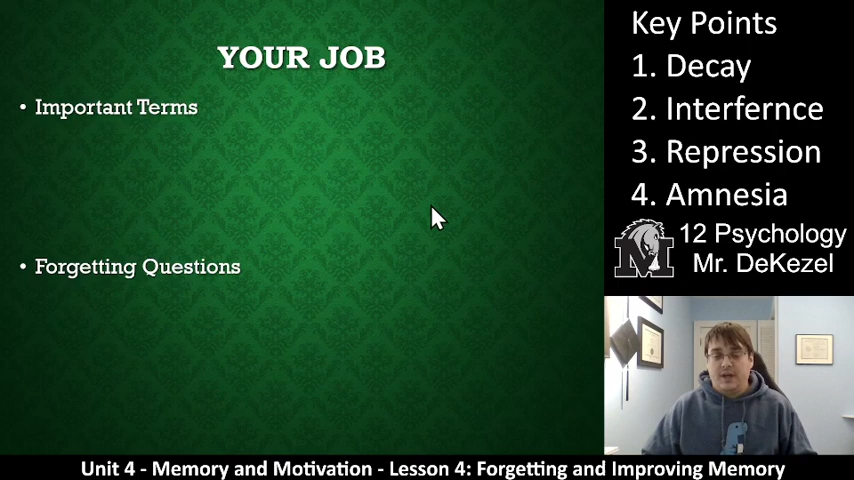 YOUR JOB
• Important Terms
• Forgetting Questions
Key Points
1. Decay
2. Interfernce
3. Repression
4. Amnesia
M
12 Psychology
Mr. DeKezel
Unit 4 - Memory and Motivation - Lesson 4: Forgetting and Improving Memory